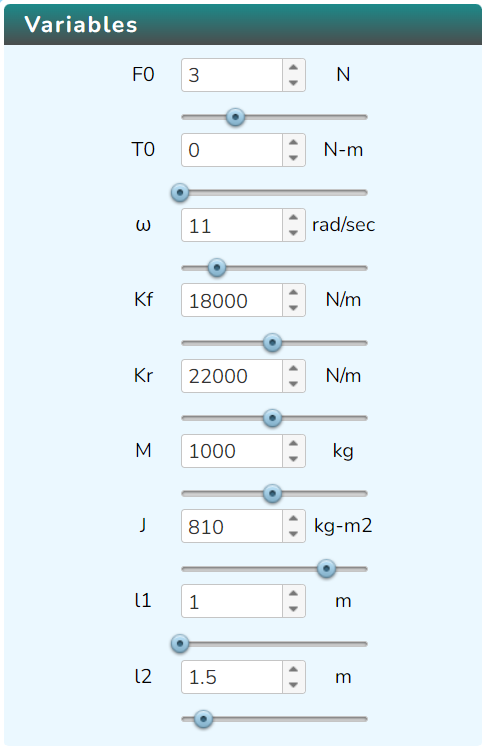 Variables
F0 3 N
T0 0 N-m
ω 11 rad/sec
Kf 18000 N/m
Kr 22000 N/m
M 1000 kg
J 810 kg-m2
l1 1 m
l2 1.5 m